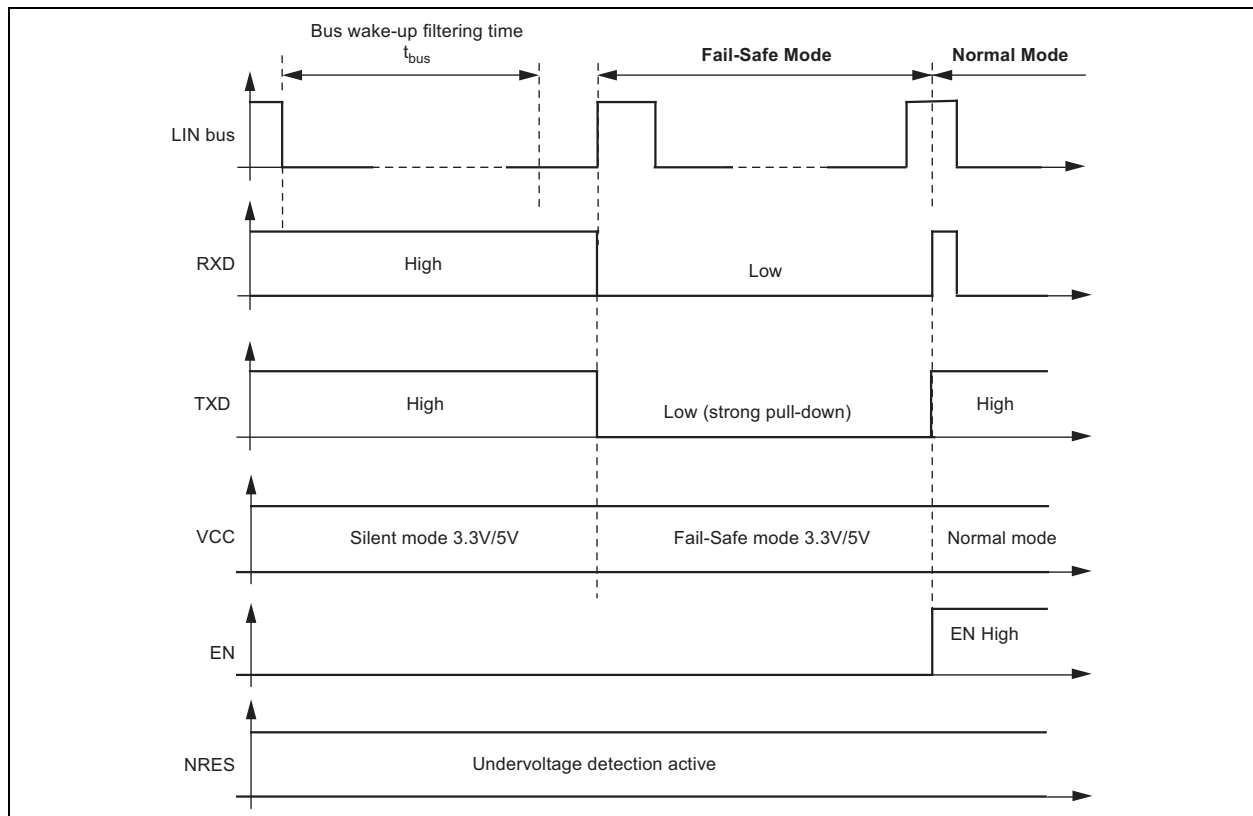 Bus wake-up filtering time
tbus
Fail-Safe Mode
Normal Mode
LIN bus
RXD
High
Low
TXD
High
Low (strong pull-down)
High
VCC
Silent mode 3.3V/5V
Fail-Safe mode 3.3V/5V
Normal mode
EN
EN High
NRES
Undervoltage detection active